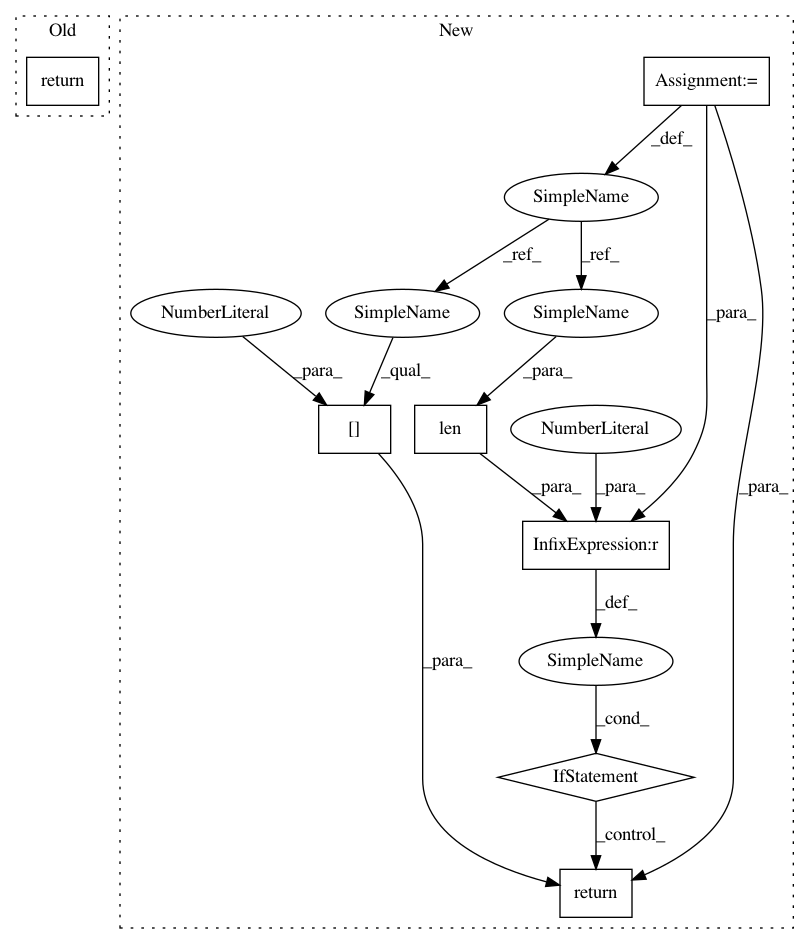 Old
New
return
Assignment:=
_def_
SimpleName
_ref_
_ref_
NumberLiteral
SimpleName
SimpleName
_para_
_para_
_qual_
_para_
[]
len
NumberLiteral
_para_
_para_
_para_
InfixExpression:r
_def_
_para_
SimpleName
_cond_
IfStatement
_control_
return